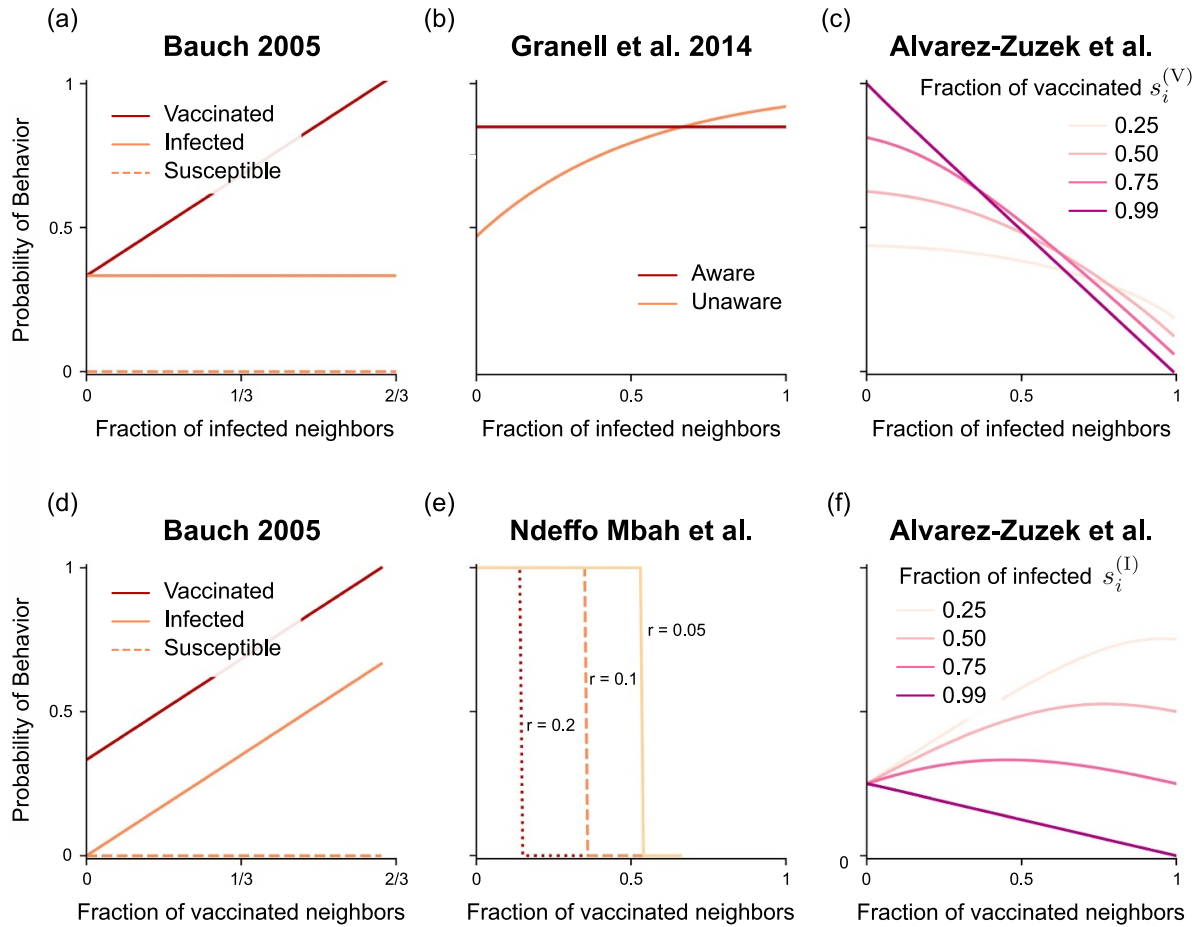 (a)
Bauch 2005
Probability of Behavior
1
0.5
0
Vaccinated
Infected
Susceptible
0
1/3
2/3
Fraction of infected neighbors
(b)
Granell et al. 2014
Aware
Unaware
0
0.5
1
Fraction of infected neighbors
(c)
Alvarez-Zuzek et al.
Fraction of vaccinated s_i^(V)
0.25
0.50
0.75
0.99
0
0.5
1
Fraction of infected neighbors
(d)
Bauch 2005
Probability of Behavior
1
0.5
0
Vaccinated
Infected
Susceptible
0
1/3
2/3
Fraction of vaccinated neighbors
(e)
Ndeffo Mbah et al.
r = 0.05
r = 0.1
r = 0.2
0
0.5
1
Fraction of vaccinated neighbors
(f)
Alvarez-Zuzek et al.
Fraction of infected s_i^(I)
0.25
0.50
0.75
0.99
0
0
0.5
1
Fraction of vaccinated neighbors